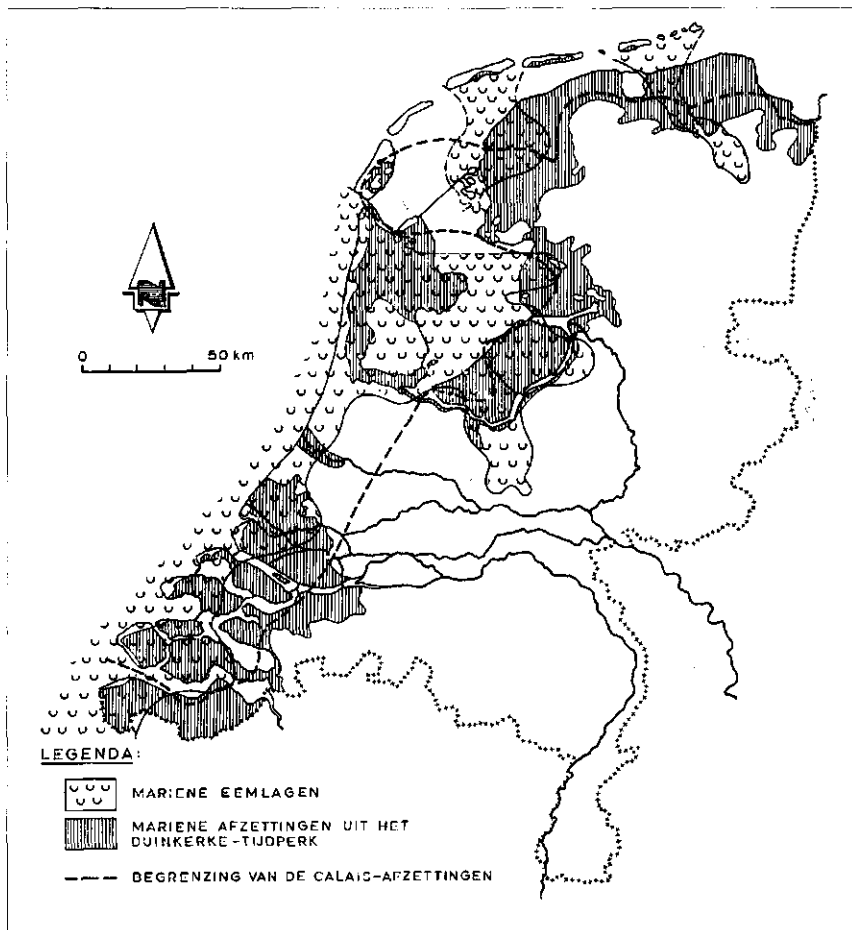 N
0 50 km
LEGENDA:
MARIENE EEMLAGEN
MARIENE AFZETTINGEN UIT HET
DUINKERKE-TIJDPERK
BEGRENZING VAN DE CALAIS-AFZETTINGEN